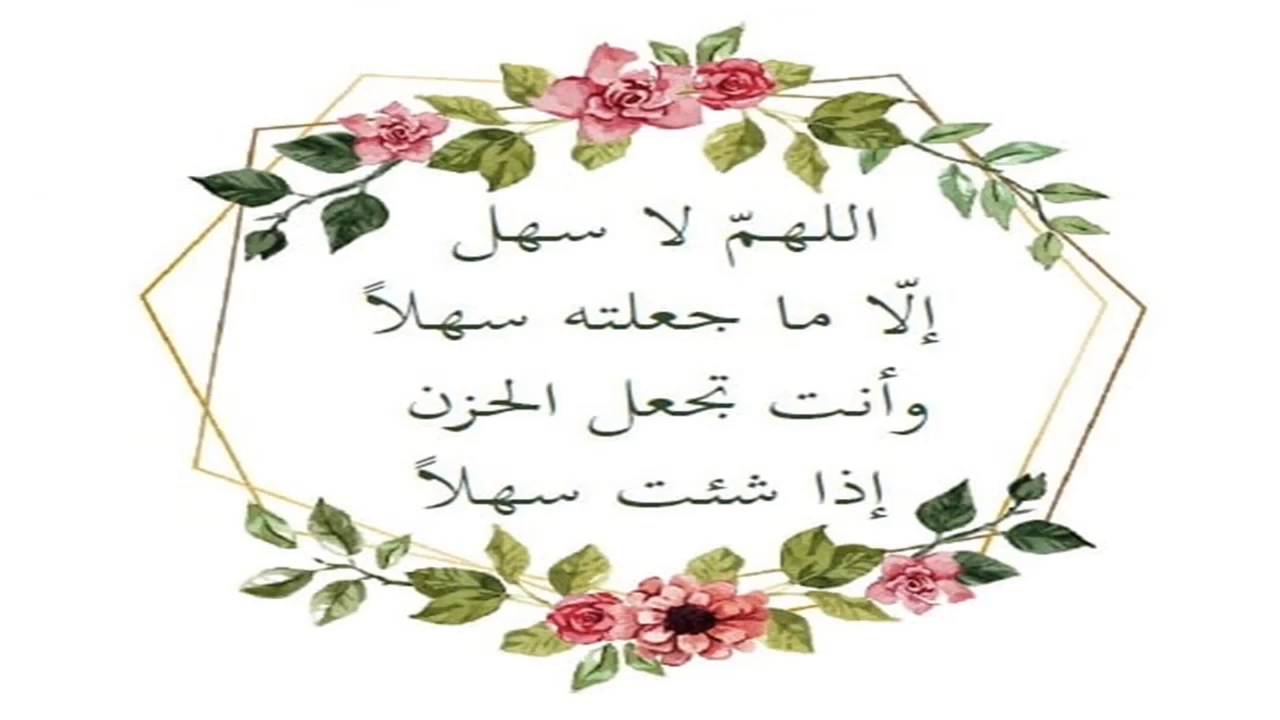 اللهمّ لا سهل
إلّا ما جعلته سهلاً
وأنت تجعل الحزن
إذا شئت سهلاً